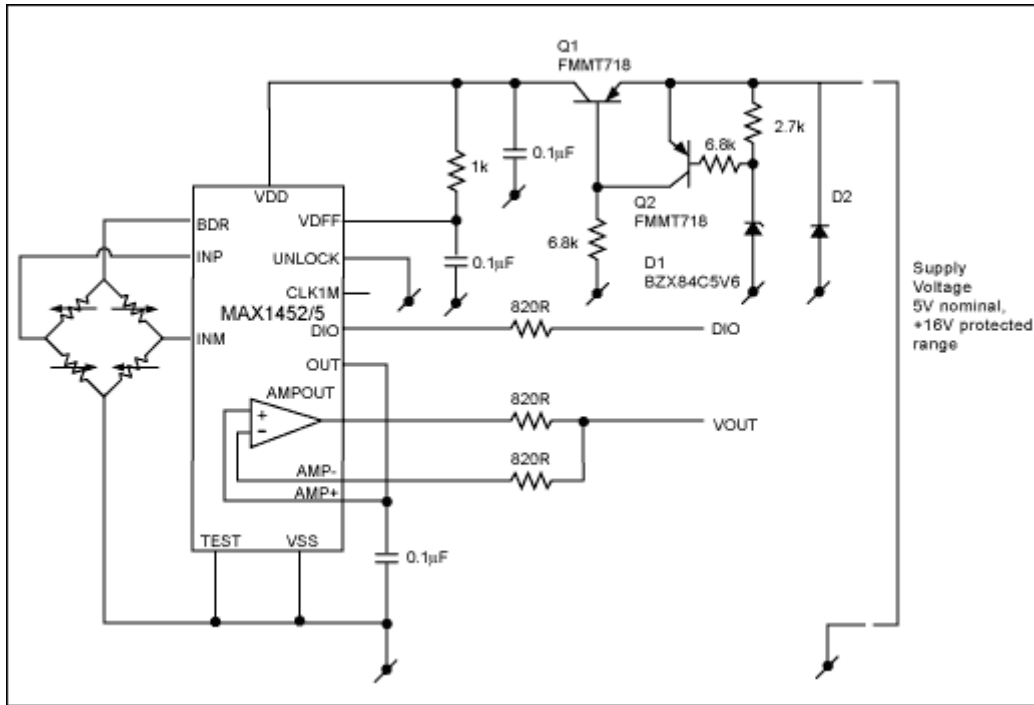 Q1
FMMT718
2.7k
6.8k
0.1μF
1k
VDD
Q2
FMMT718
D2
BDR
VDFF
6.8k
INP
UNLOCK
0.1μF
D1
BZX84C5V6
Supply
Voltage
5V nominal,
+16V protected
range
CLK1M
MAX1452/5
820R
INM
DIO
DIO
OUT
AMPOUT
820R
+
-
VOUT
820R
AMP-
AMP+
TEST
VSS
0.1μF